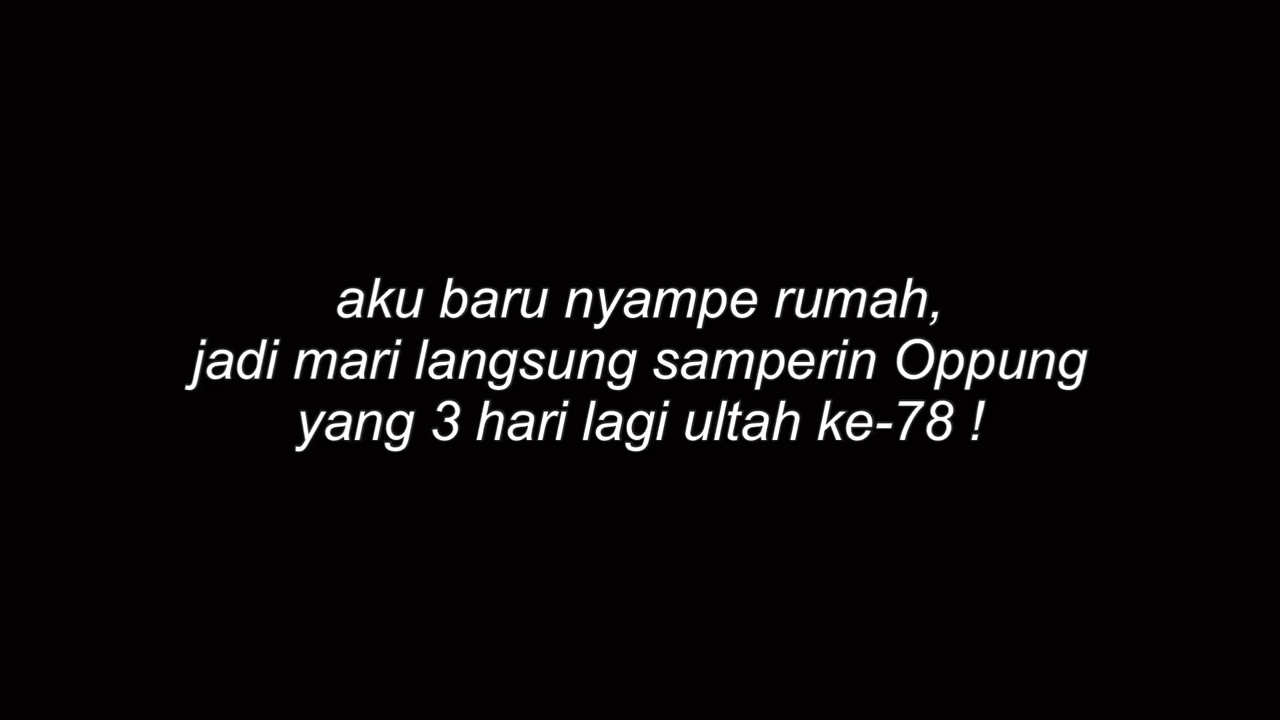 aku baru nyampe rumah,
jadi mari langsung samperin Oppung
yang 3 hari lagi ultah ke-78 !